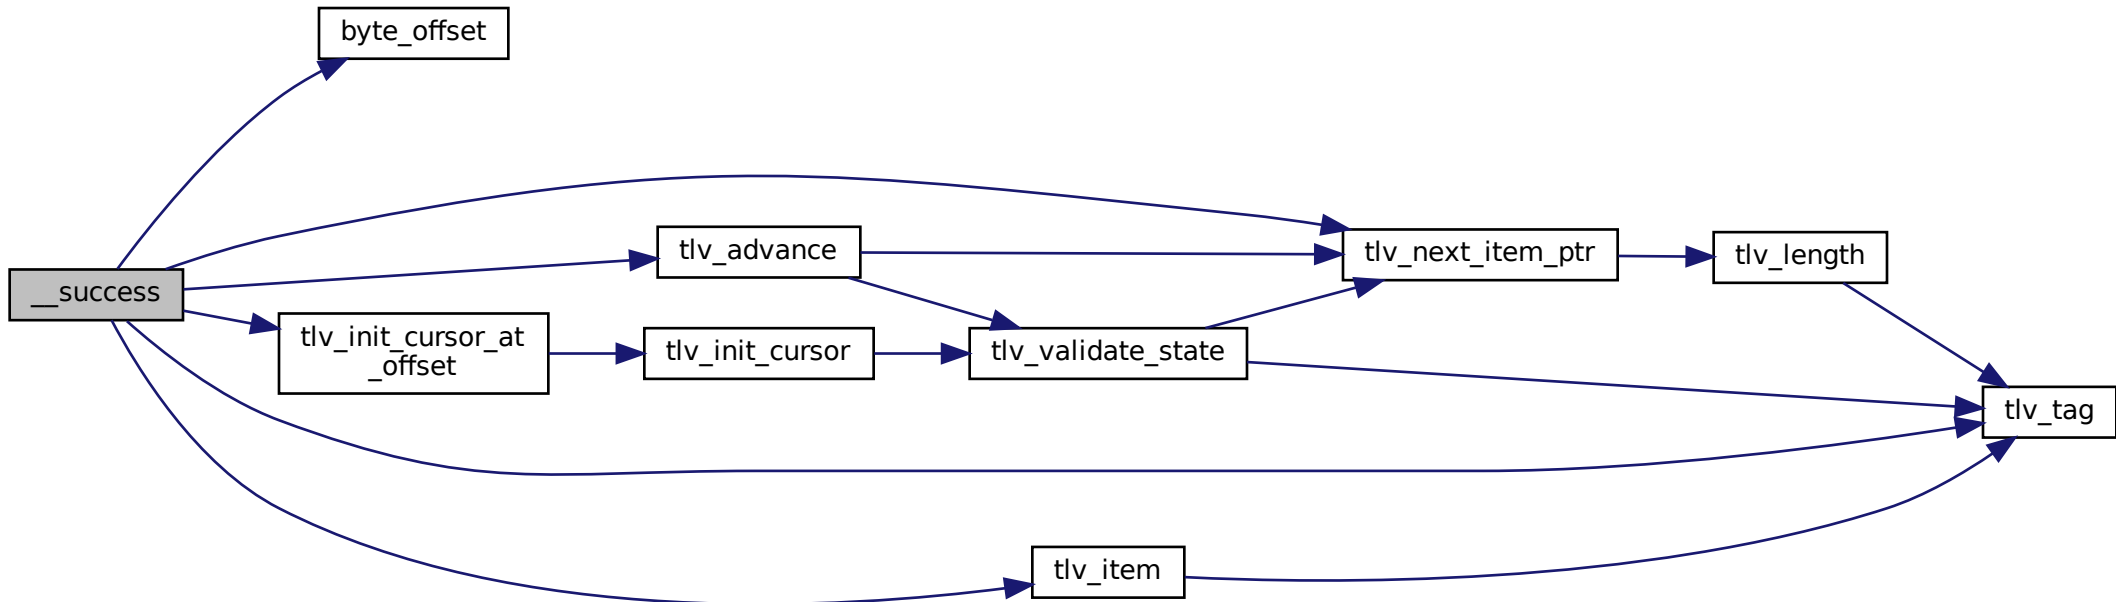 byte_offset
__success
tlv_advance
tlv_next_item_ptr
tlv_length
tlv_init_cursor_at
_offset
tlv_init_cursor
tlv_validate_state
tlv_tag
tlv_item